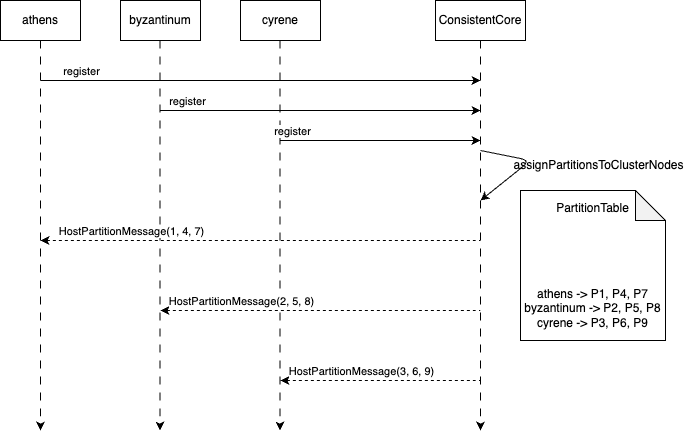 athens
byzantinum
cyrene
ConsistentCore
register
register
register
assignPartitionsToClusterNodes
PartitionTable
HostPartitionMessage(1, 4, 7)
athens -> P1, P4, P7
byzantinum -> P2, P5, P8
cyrene -> P3, P6, P9
HostPartitionMessage(2, 5, 8)
HostPartitionMessage(3, 6, 9)